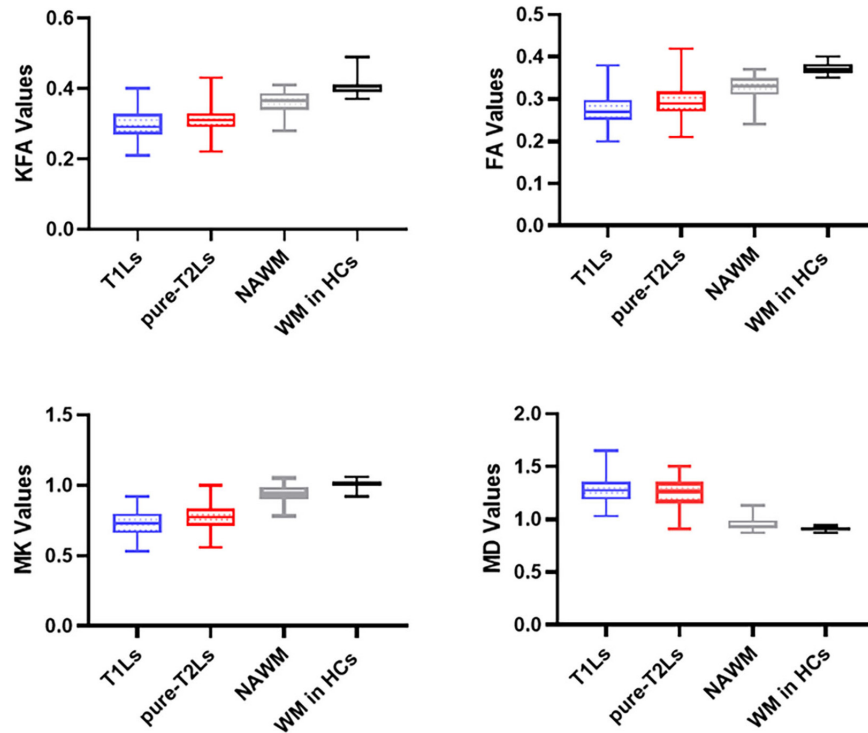 KFA Values
0.6
0.4
0.2
0.0
T1Ls
pure-T2Ls
NAWM
WM in HCs
FA Values
0.5
0.4
0.3
0.2
0.1
0.0
T1Ls
pure-T2Ls
NAWM
WM in HCs
MK Values
1.5
1.0
0.5
0.0
T1Ls
pure-T2Ls
NAWM
WM in HCs
MD Values
2.0
1.5
1.0
0.5
0.0
T1Ls
pure-T2Ls
NAWM
WM in HCs